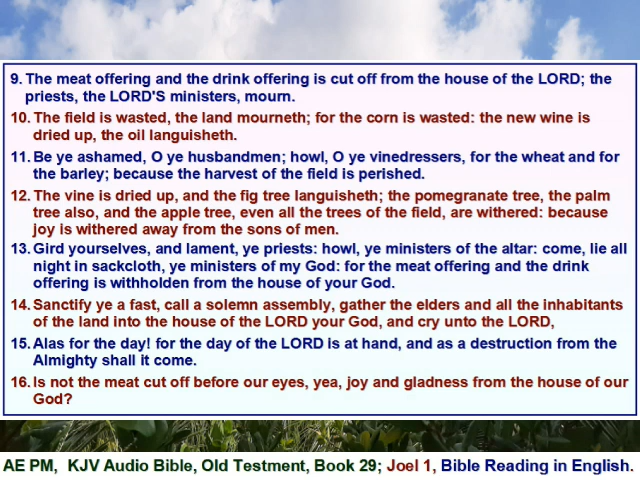 9. The meat offering and the drink offering is cut off from the house of the LORD; the
priests, the LORD'S ministers, mourn.
10. The field is wasted, the land mourneth; for the corn is wasted: the new wine is
dried up, the oil languisheth.
11. Be ye ashamed, O ye husbandmen; howl, O ye vinedressers, for the wheat and for
the barley; because the harvest of the field is perished.
12. The vine is dried up, and the fig tree languisheth; the pomegranate tree, the palm
tree also, and the apple tree, even all the trees of the field, are withered: because
joy is withered away from the sons of men.
13. Gird yourselves, and lament, ye priests: howl, ye ministers of the altar: come, lie all
night in sackcloth, ye ministers of my God: for the meat offering and the drink
offering is withholden from the house of your God.
14. Sanctify ye a fast, call a solemn assembly, gather the elders and all the inhabitants
of the land into the house of the LORD your God, and cry unto the LORD,
15. Alas for the day! for the day of the LORD is at hand, and as a destruction from the
Almighty shall it come.
16. Is not the meat cut off before our eyes, yea, joy and gladness from the house of our
God?
AE PM, KJV Audio Bible, Old Testment, Book 29; Joel 1, Bible Reading in English.